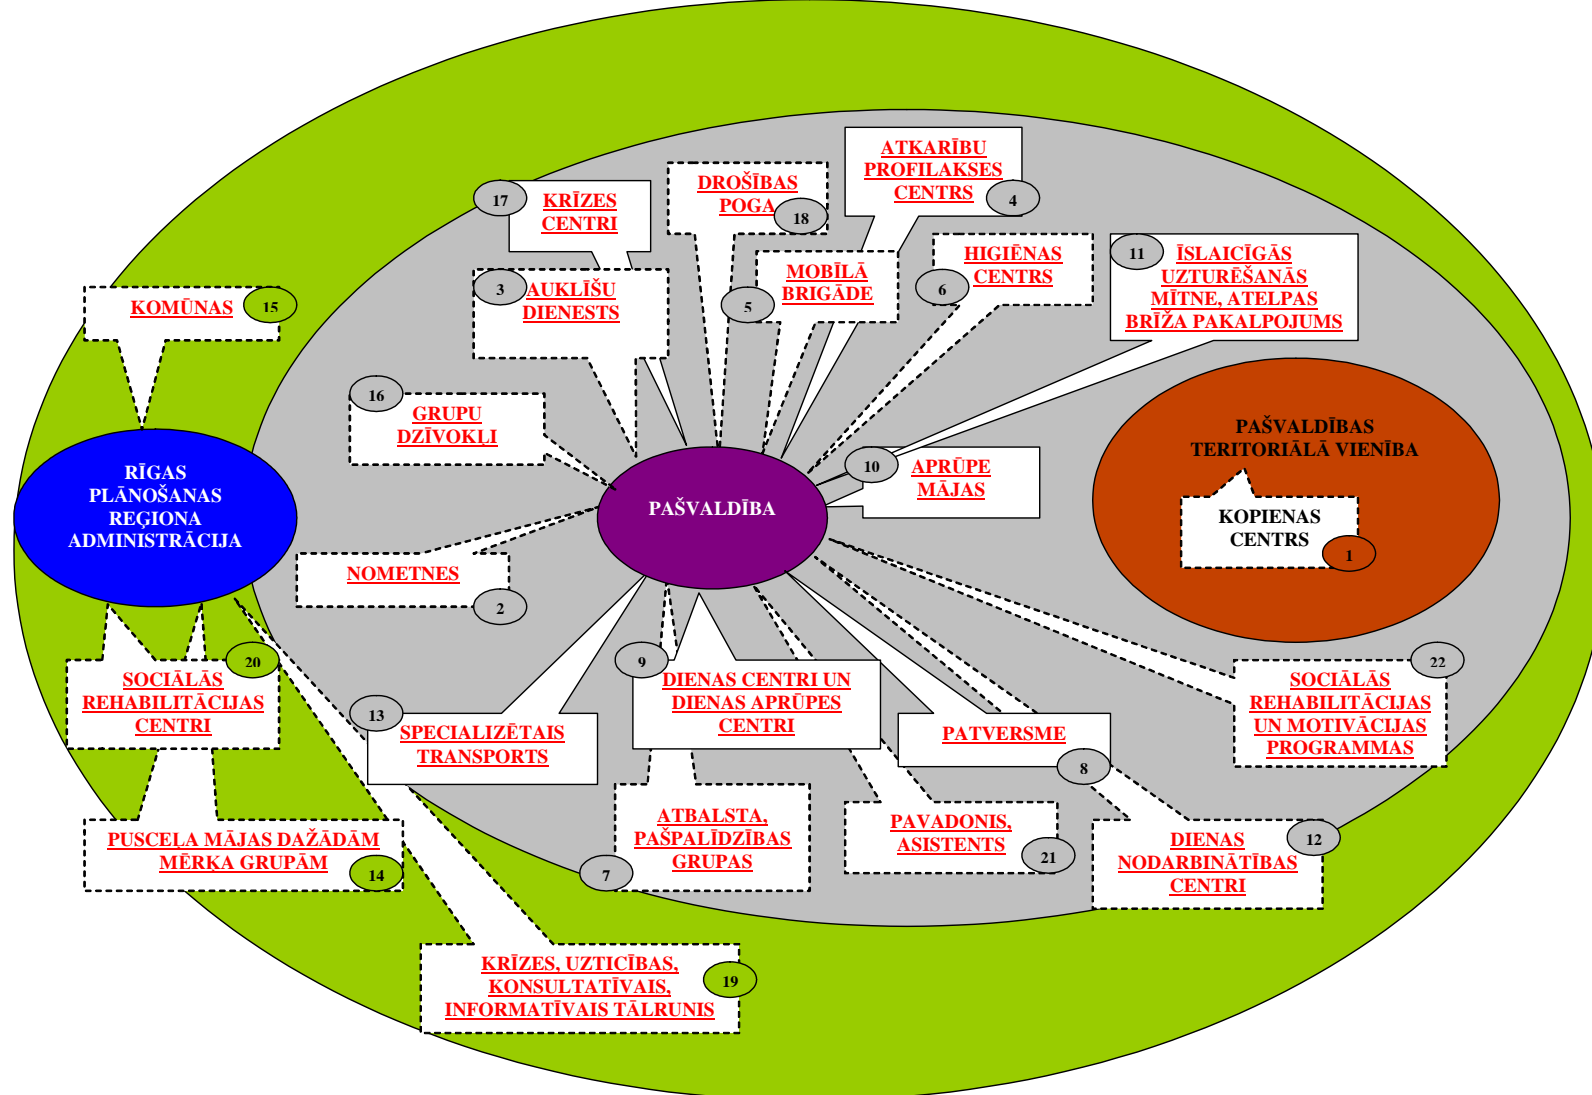 ATKARĪBU
PROFILAKSES
CENTRS
4
DROŠĪBAS
POGA
18
17
KRĪZES
CENTRI
HIGIĒNAS
CENTRS
6
11
ĪSLAICĪGĀS
UZTURĒŠANĀS
MĪTNE, ATELPAS
BRĪŽA PAKALPOJUMS
MOBĪLĀ
BRIGĀDE
5
3
AUKLĪŠU
DIENESTS
KOMŪNAS
15
16
GRUPU
DZĪVOKĻI
PAŠVALDĪBAS
TERITORIĀLĀ VIENĪBA
KOPIENAS
CENTRS
1
10
APRŪPE
MĀJAS
RĪGAS
PLĀNOŠANAS
REĢIONA
ADMINISTRĀCIJA
PAŠVALDĪBA
NOMETNES
2
20
SOCIĀLĀS
REHABILITĀCIJAS
CENTRI
9
DIENAS CENTRI UN
DIENAS APRŪPES
CENTRI
22
SOCIĀLĀS
REHABILITĀCIJAS
UN MOTIVĀCIJAS
PROGRAMMAS
13
SPECIALIZĒTAIS
TRANSPORTS
PATVERSME
8
PUSCEĻA MĀJAS DAŽĀDĀM
MĒRĶA GRUPĀM
14
ATBALSTA,
PAŠPALĪDZĪBAS
GRUPAS
7
PAVADONIS,
ASISTENTS
21
DIENAS
NODARBINĀTĪBAS
CENTRI
12
KRĪZES, UZTICĪBAS,
KONSULTATĪVAIS,
INFORMATĪVAIS TĀLRUNIS
19